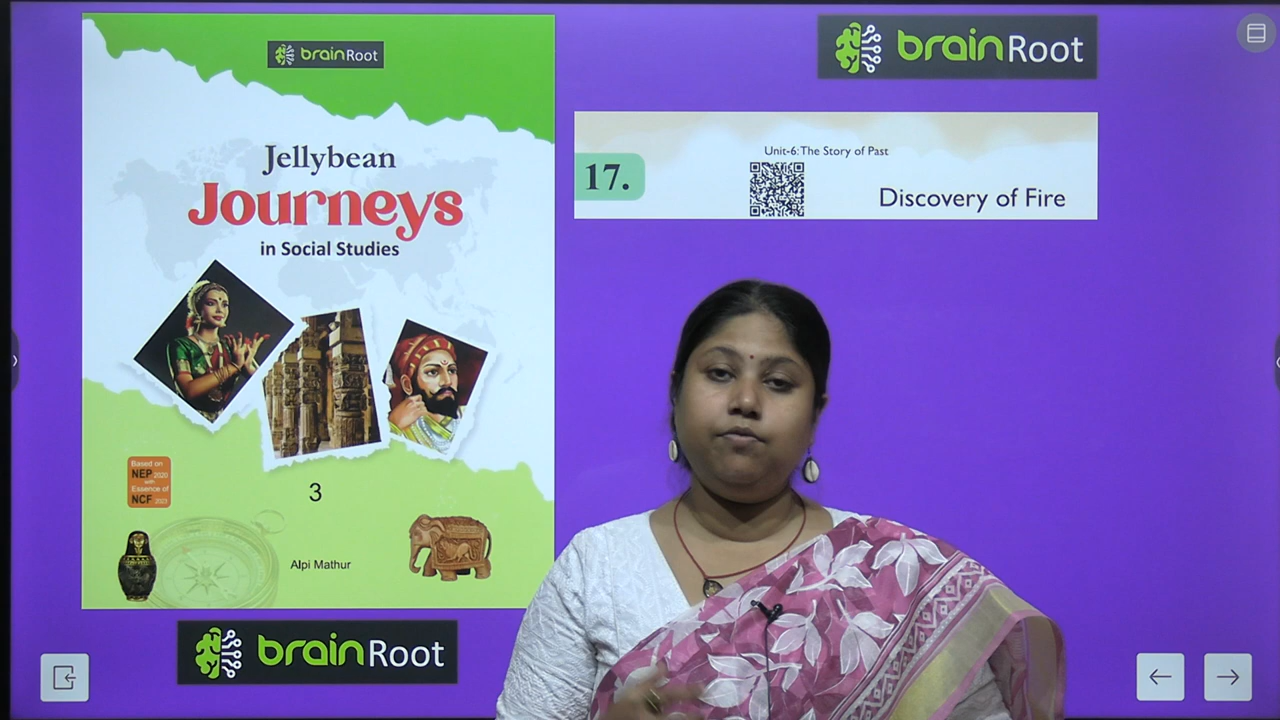 brainRoot
Jellybean
Journeys
in Social Studies
Based on
NEP 2020
with
Essence of
NCF 2023
3
Alpi Mathur
brainRoot
brainRoot
Unit-6:The Story of Past
17.
Discovery of Fire